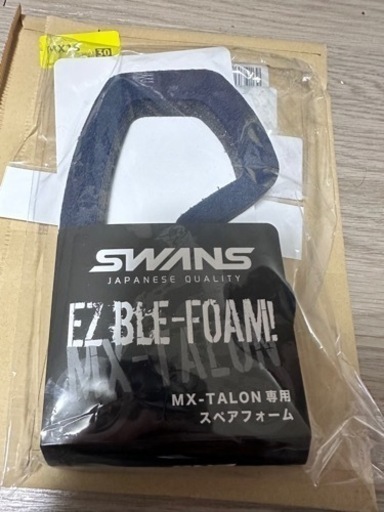 30
SWANS
JAPANESE QUALITY
EZ BLE-FOAM!
MX-TALON
MX-TALON 専用
スペアフォーム